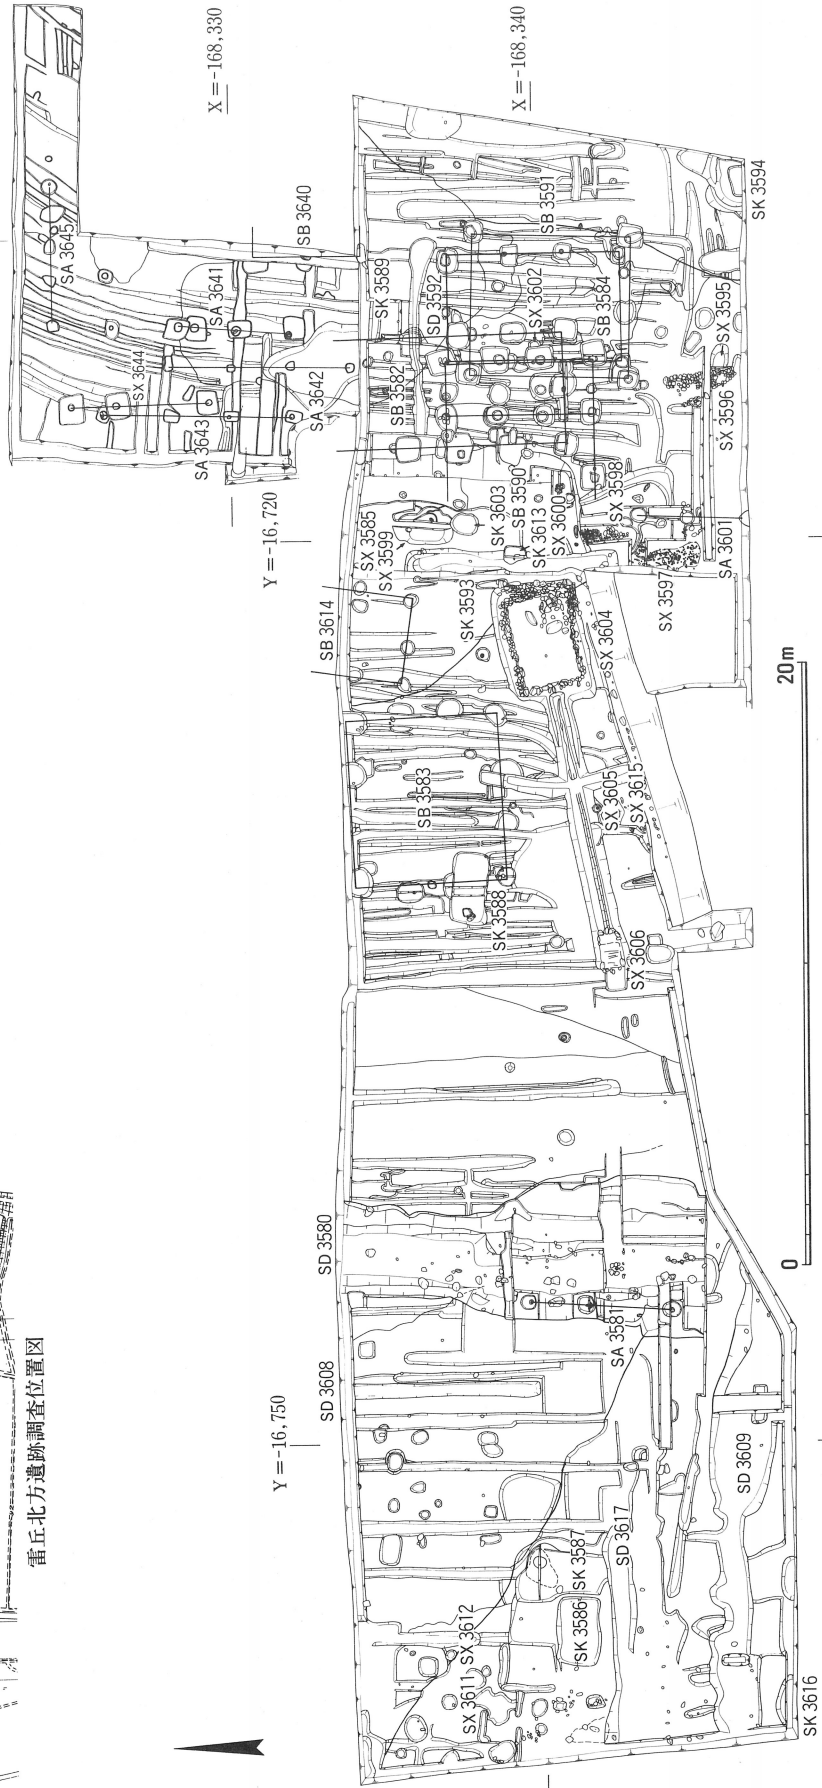 雷丘北方遺跡調査位置図
X=-168,330
X=-168,340
Y=-16,720
Y=-16,750
SA 3645
SX 3644
SA 3641
SB 3640
SA 3643
SA 3642
SK 3589
SD 3592
SX 3602
SB 3591
SB 3584
SK 3594
SX 3595
SX 3596
SB 3582
SX 3585
SX 3599
SK 3603
SB 3590
SK 3613
SX 3600
SX 3598
SA 3601
SX 3597
SB 3614
SK 3593
SX 3604
SB 3583
SX 3605
SX 3615
SK 3588
SX 3606
SD 3580
SA 3581
SD 3608
SD 3609
SD 3617
SK 3587
SK 3586
SX 3612
SX 3611
SK 3616
0
20m